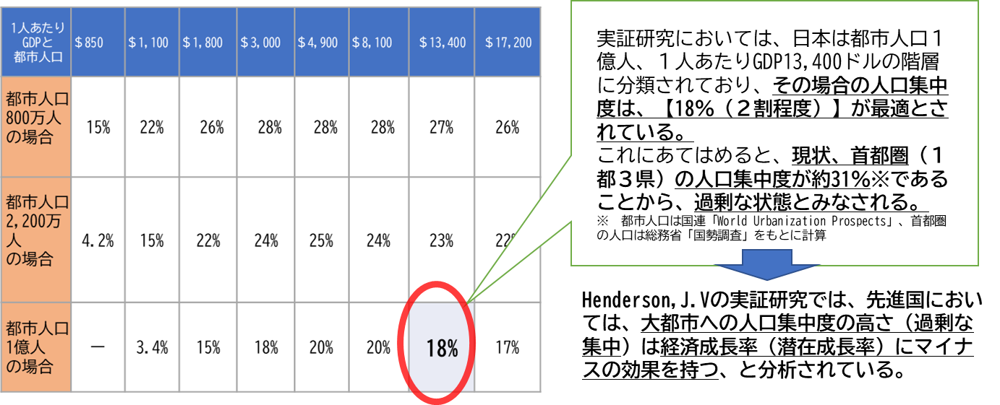 1人あたり
GDPと
都市人口
＄850
＄1,100
＄1,800
＄3,000
＄4,900
＄8,100
＄13,400
＄17,200
都市人口
800万人
の場合
15%
22%
26%
28%
28%
28%
27%
26%
都市人口
2,200万
人
の場合
4.2%
15%
22%
24%
25%
24%
23%
22%
都市人口
1億人
の場合
－
3.4%
15%
18%
20%
20%
18%
17%
実証研究においては、日本は都市人口１
億人、１人あたりGDP13,400ドルの階層
に分類されており、その場合の人口集中
度は、【18%（２割程度）】が最適とさ
れている。
これにあてはめると、現状、首都圏（１
都３県）の人口集中度が約31%※である
ことから、過剰な状態とみなされる。
※　都市人口は国連「World Urbanization Prospects」、首都圏
の人口は総務省「国勢調査」をもとに計算
Henderson,J.Vの実証研究では、先進国におい
ては、大都市への人口集中度の高さ（過剰な
集中）は経済成長率（潜在成長率）にマイナ
スの効果を持つ、と分析されている。